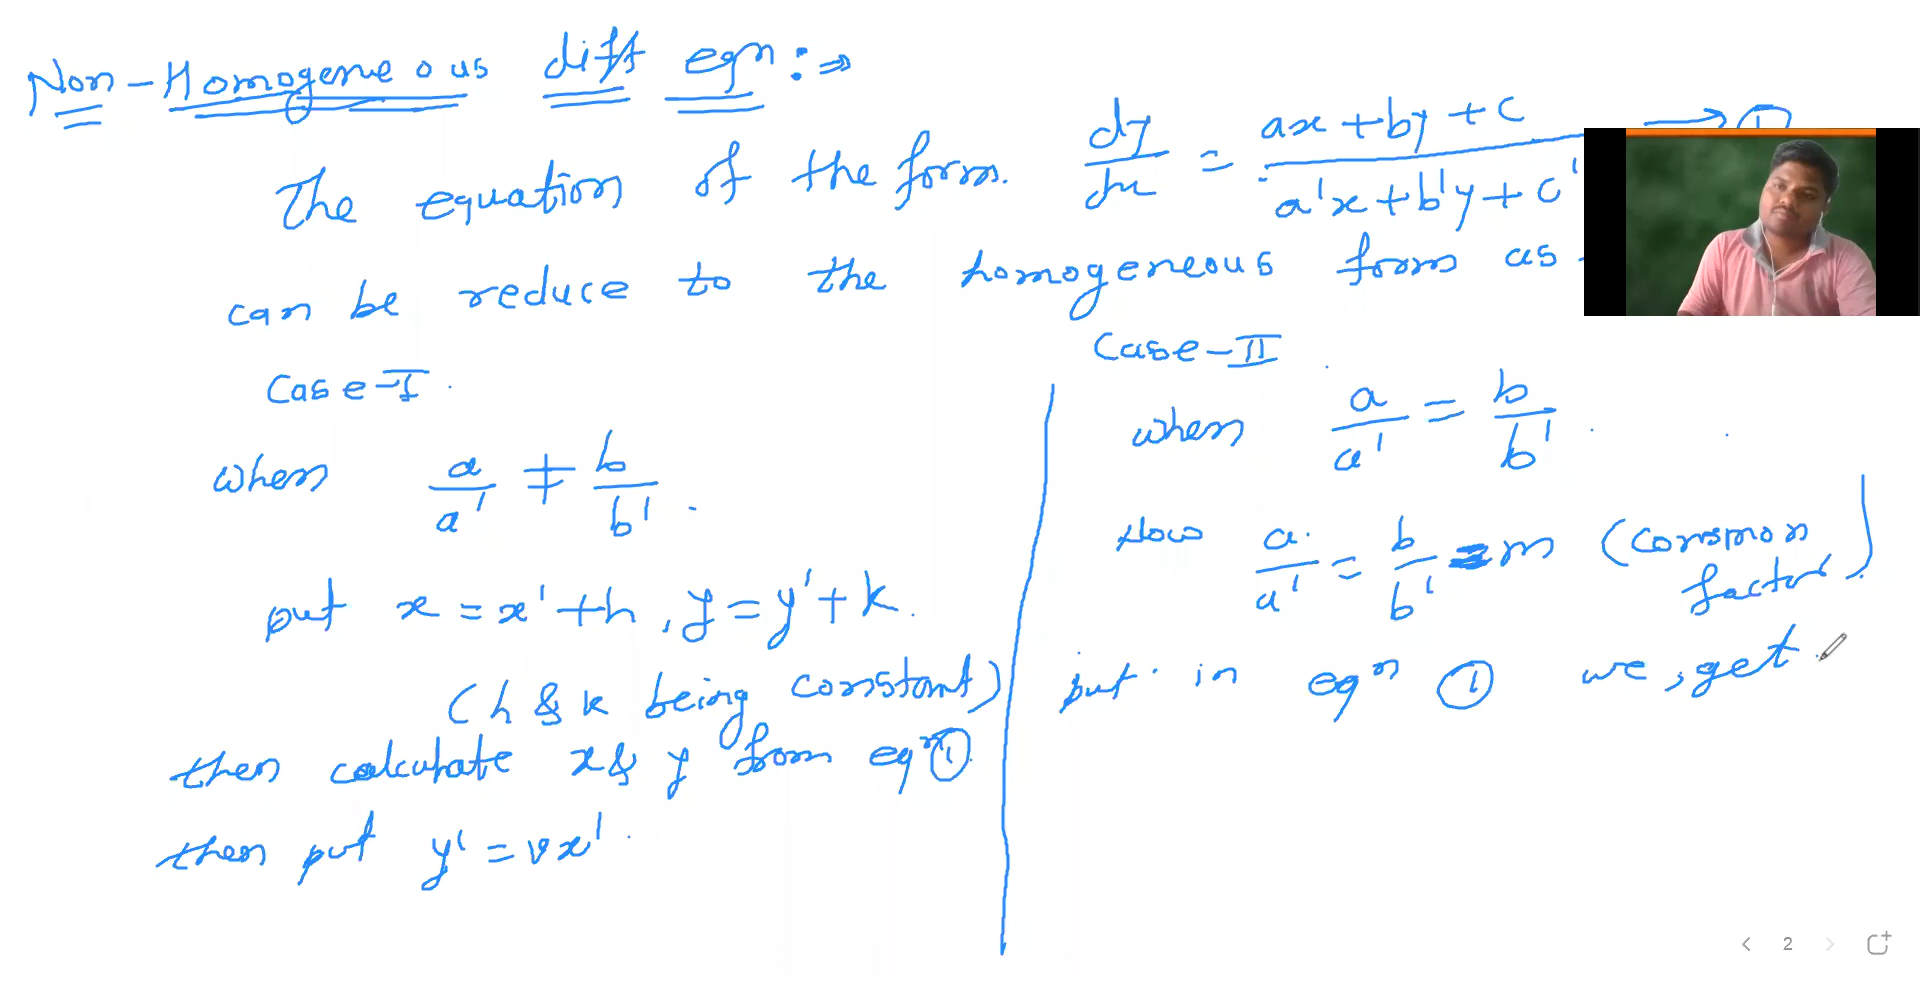 Non-Homogeneous diff eqn :⇒
The equation of the form. dy/dx = (ax+by+c)/(a'x+b'y+c') → ①
can be reduce to the homogeneous form as
Case-I.
when a/a' ≠ b/b'.
put x = x'+h, y = y'+k.
(h & k being constant)
then calculate x & y from eqn ①.
then put y' = vx'.
Case-II
when a/a' = b/b'.
Now a/a' = b/b' = m (common factor)
put in eqn ① we, get
2